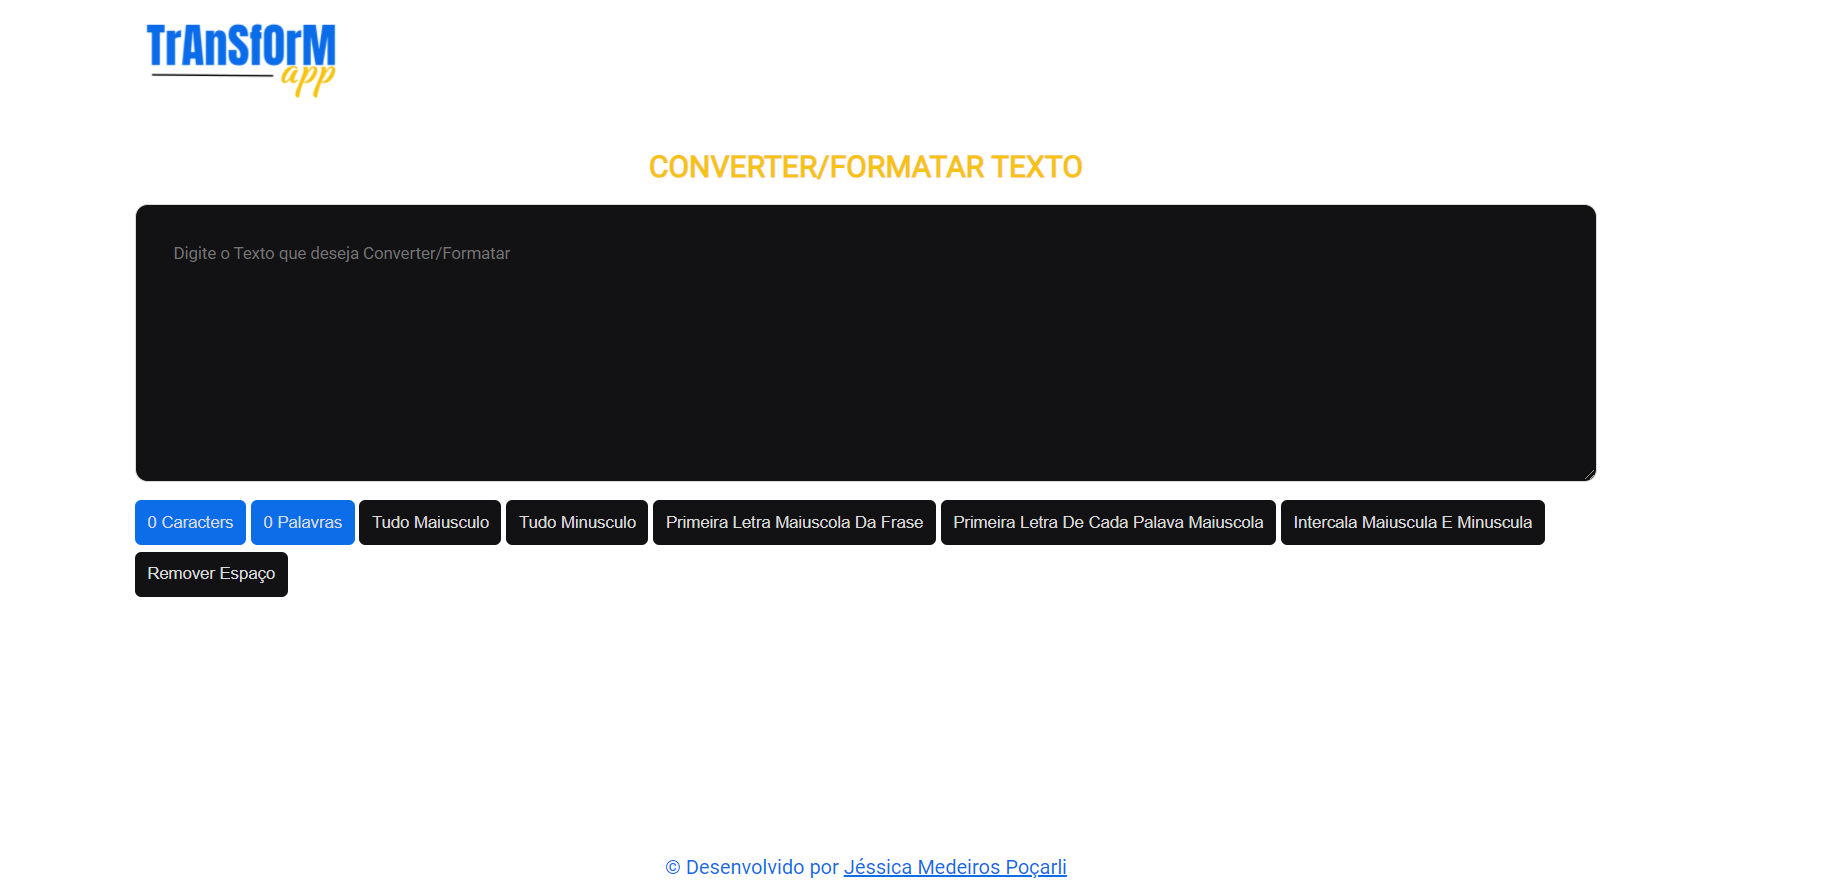 TrAnSfOrM
app
CONVERTER/FORMATAR TEXTO
Digite o Texto que deseja Converter/Formatar
0 Caracters 0 Palavras Tudo Maiusculo Tudo Minusculo Primeira Letra Maiuscola Da Frase Primeira Letra De Cada Palava Maiuscola Intercala Maiuscula E Minuscula
Remover Espaço
© Desenvolvido por Jéssica Medeiros Poçarli